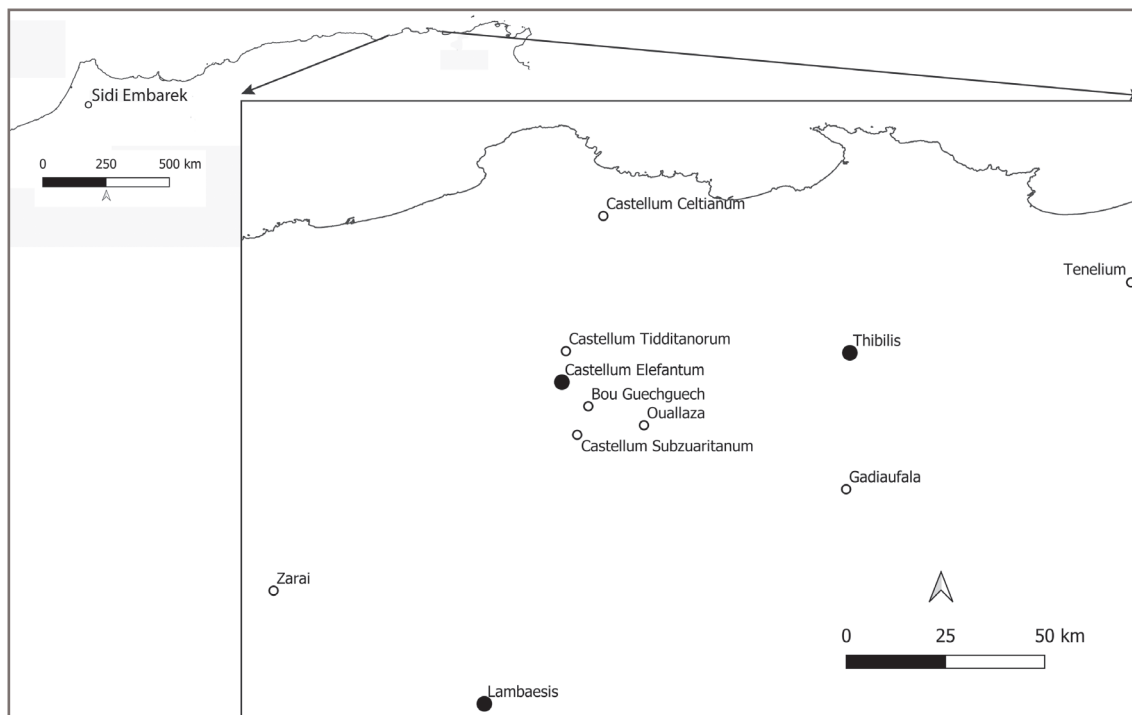 Sidi Embarek
0 250 500 km
Castellum Celtianum
Tenelium
Castellum Tidditanorum
Thibilis
Castellum Elefantum
Bou Guechguech
Ouallaza
Castellum Subzuaritanum
Gadiaufala
Zarai
0 25 50 km
Lambaesis